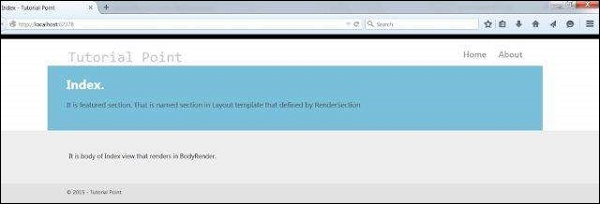 Index - Tutorial Point
http://localhost:62078
Search
Tutorial Point
Home About
Index.
It is featured section. That is named section in Layout template that defined by RenderSection
It is body of Index view that renders in BodyRender.
© 2015 - Tutorial Point